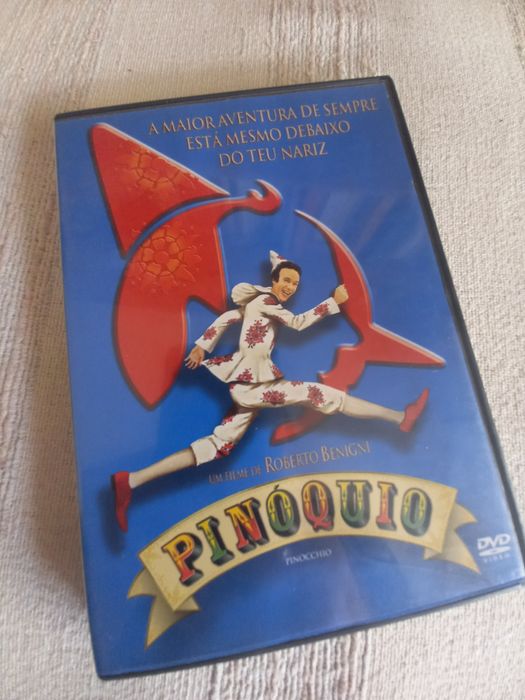 A MAIOR AVENTURA DE SEMPRE
ESTÁ MESMO DEBAIXO
DO TEU NARIZ
UM FILME DE ROBERTO BENIGNI
PINÓQUIO
PINOCCHIO
DVD
VIDEO